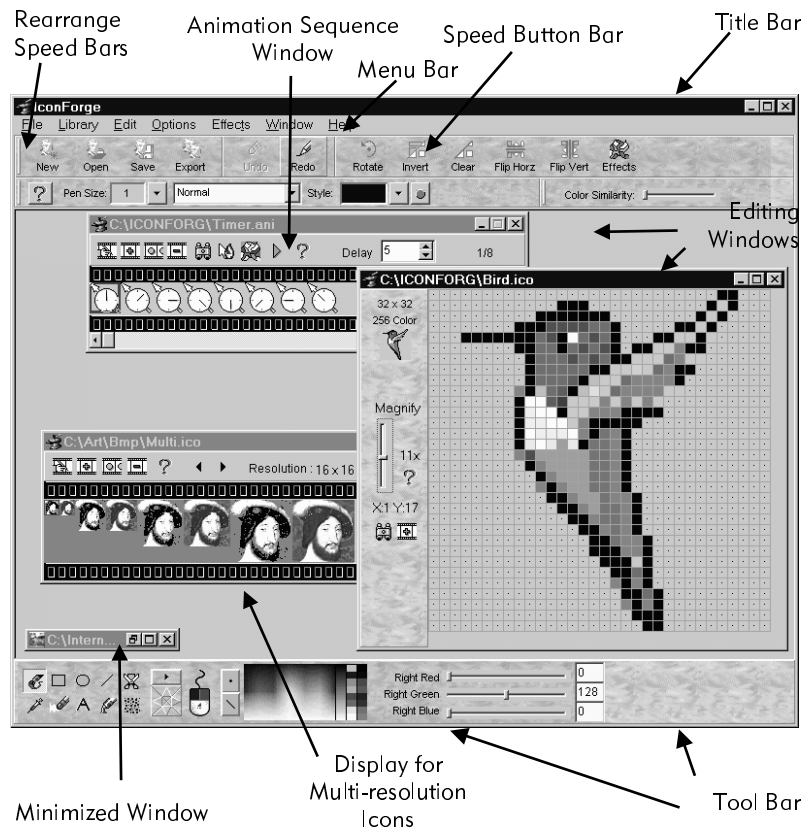 Rearrange
Speed Bars
Animation Sequence
Window
Menu Bar
Speed Button Bar
Title Bar
IconForge
File Library Edit Options Effects Window Hel
New Open Save Export Undo Redo Rotate Invert Clear Flip Horz Flip Vert Effects
? Pen Size: 1 Normal Style: Color Similarity:
Editing
Windows
C:\ICONFORG\Timer.ani
? Delay 5 1/8
C:\ICONFORG\Bird.ico
32 x 32
256 Color
Magnify
11x
?
X:1 Y:17
C:\Art\Bmp\Multi.ico
? Resolution : 16 x 16
C:\Intern...
A
Right Red 0
Right Green 128
Right Blue 0
Minimized Window
Display for
Multi-resolution
Icons
Tool Bar